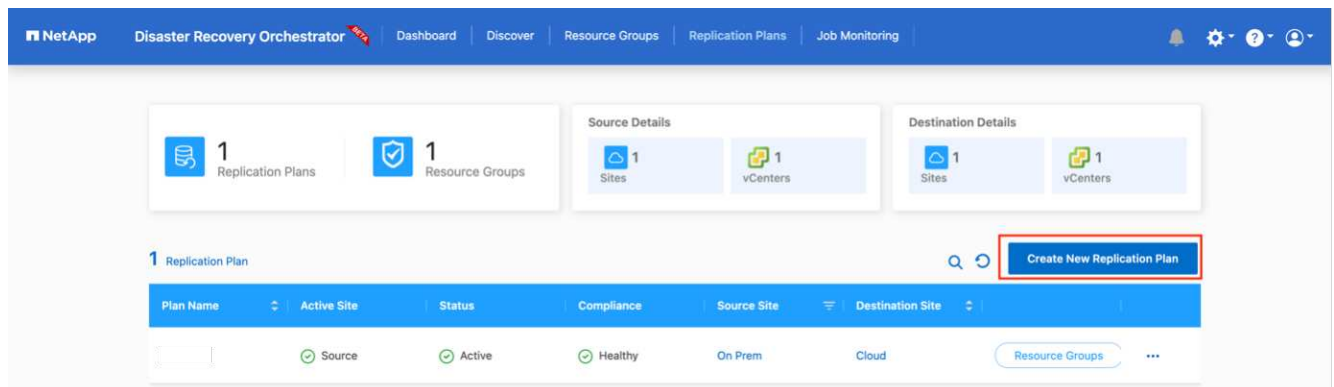 NetApp Disaster Recovery Orchestrator BETA Dashboard Discover Resource Groups Replication Plans Job Monitoring
Source Details Destination Details
1 Replication Plans 1 Resource Groups
1 Sites 1 vCenters 1 Sites 1 vCenters
1 Replication Plan Create New Replication Plan
Plan Name Active Site Status Compliance Source Site Destination Site
Source Active Healthy On Prem Cloud Resource Groups ...